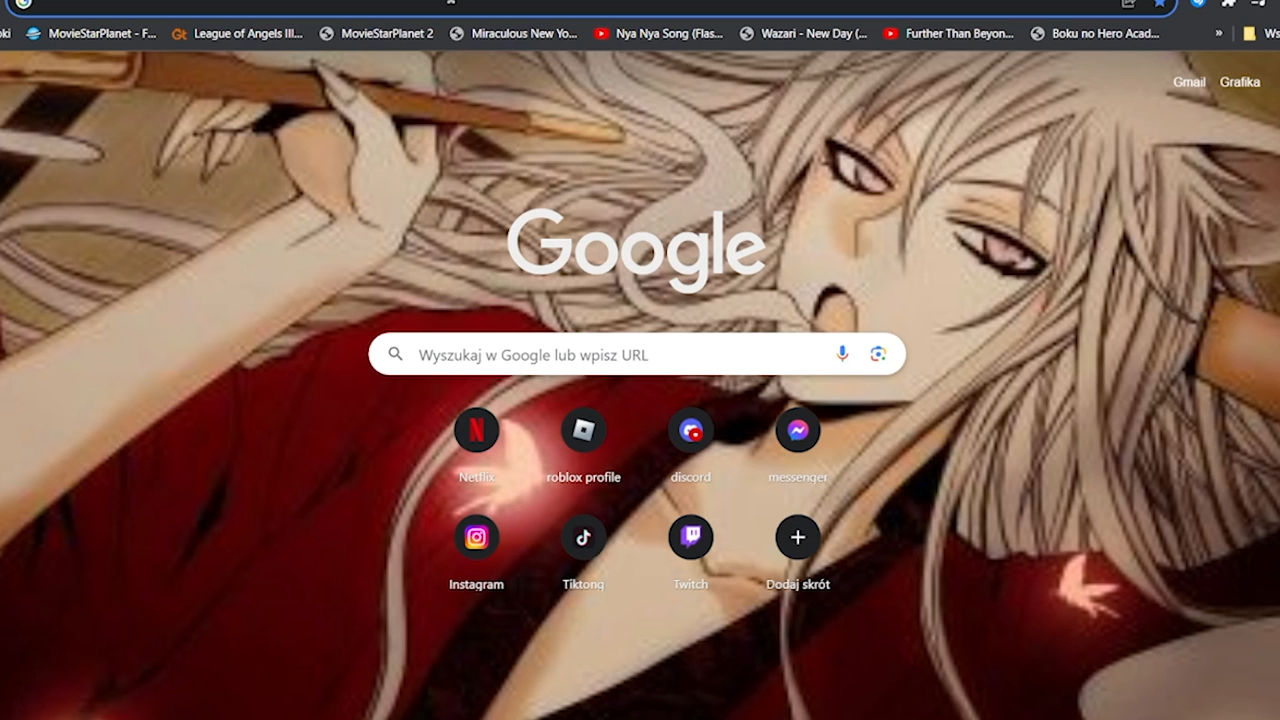 oki MovieStarPlanet - F... League of Angels III... MovieStarPlanet 2 Miraculous New Yo... Nya Nya Song (Flas... Wazari - New Day (... Further Than Beyon... Boku no Hero Acad... » Ws
Gmail Grafika
Google
Wyszukaj w Google lub wpisz URL
Netflix roblox profile discord messenger
Instagram Tiktong Twitch Dodaj skrót